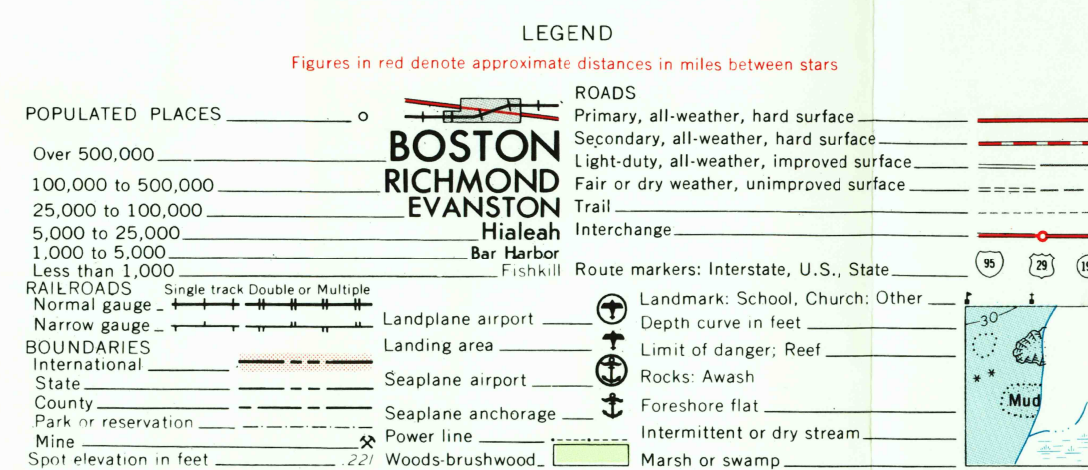 LEGEND
Figures in red denote approximate distances in miles between stars
POPULATED PLACES
Over 500,000 BOSTON
100,000 to 500,000 RICHMOND
25,000 to 100,000 EVANSTON
5,000 to 25,000 Hialeah
1,000 to 5,000 Bar Harbor
Less than 1,000 Fishkill
RAILROADS Single track Double or Multiple
Normal gauge
Narrow gauge
BOUNDARIES
International
State
County
Park or reservation
Mine
Spot elevation in feet .221
Landplane airport
Landing area
Seaplane airport
Seaplane anchorage
Power line
Woods-brushwood
ROADS
Primary, all-weather, hard surface
Secondary, all-weather, hard surface
Light-duty, all-weather, improved surface
Fair or dry weather, unimproved surface
Trail
Interchange
Route markers: Interstate, U.S., State 95 29
Landmark: School, Church; Other
Depth curve in feet 30
Limit of danger; Reef
Rocks: Awash
Foreshore flat Mud
Intermittent or dry stream
Marsh or swamp